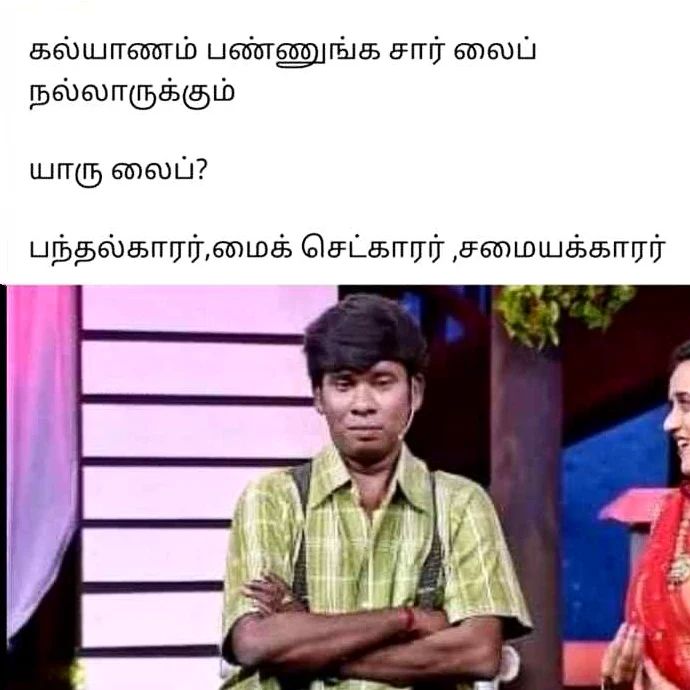 கல்யாணம் பண்ணுங்க சார் லைப்
நல்லாருக்கும்
யாரு லைப்?
பந்தல்காரர்,மைக் செட்காரர் ,சமையக்காரர்